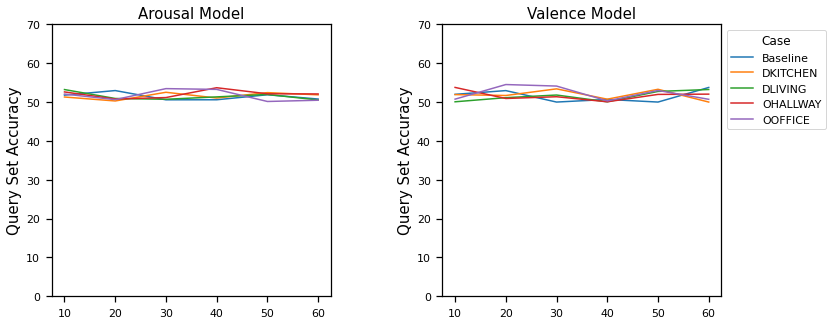 Arousal Model
Query Set Accuracy
70
60
50
40
30
20
10
0
10 20 30 40 50 60
Valence Model
Query Set Accuracy
70
60
50
40
30
20
10
0
10 20 30 40 50 60
Case
Baseline
DKITCHEN
DLIVING
OHALLWAY
OOFFICE